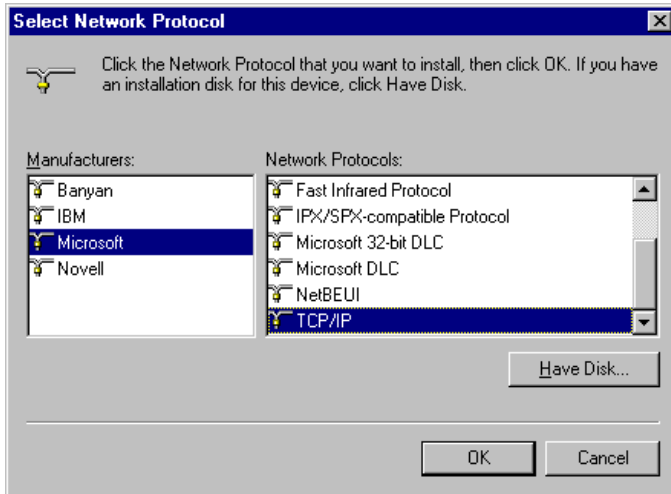 Select Network Protocol
Click the Network Protocol that you want to install, then click OK. If you have
an installation disk for this device, click Have Disk.
Manufacturers:
Banyan
IBM
Microsoft
Novell
Network Protocols:
Fast Infrared Protocol
IPX/SPX-compatible Protocol
Microsoft 32-bit DLC
Microsoft DLC
NetBEUI
TCP/IP
Have Disk...
OK
Cancel